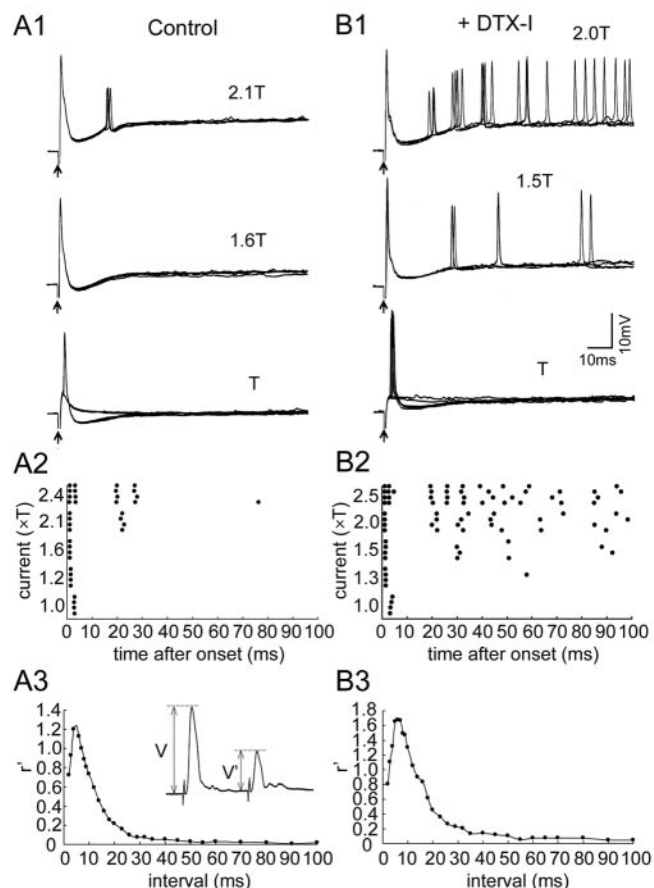 A1 Control
2.1T
1.6T
T
B1 + DTX-I
2.0T
1.5T
10mV
10ms
T
A2
current (×T)
2.4
2.1
1.6
1.2
1.0
0 10 20 30 40 50 60 70 80 90 100
time after onset (ms)
B2
current (×T)
2.5
2.0
1.6
1.3
1.0
0 10 20 30 40 50 60 70 80 90 100
time after onset (ms)
A3
r'
1.4
1.2
1.0
0.8
0.6
0.4
0.2
0
V
V'
0 10 20 30 40 50 60 70 80 90 100
interval (ms)
B3
r'
1.8
1.6
1.4
1.2
1.0
0.8
0.6
0.4
0.2
0
0 10 20 30 40 50 60 70 80 90 100
interval (ms)